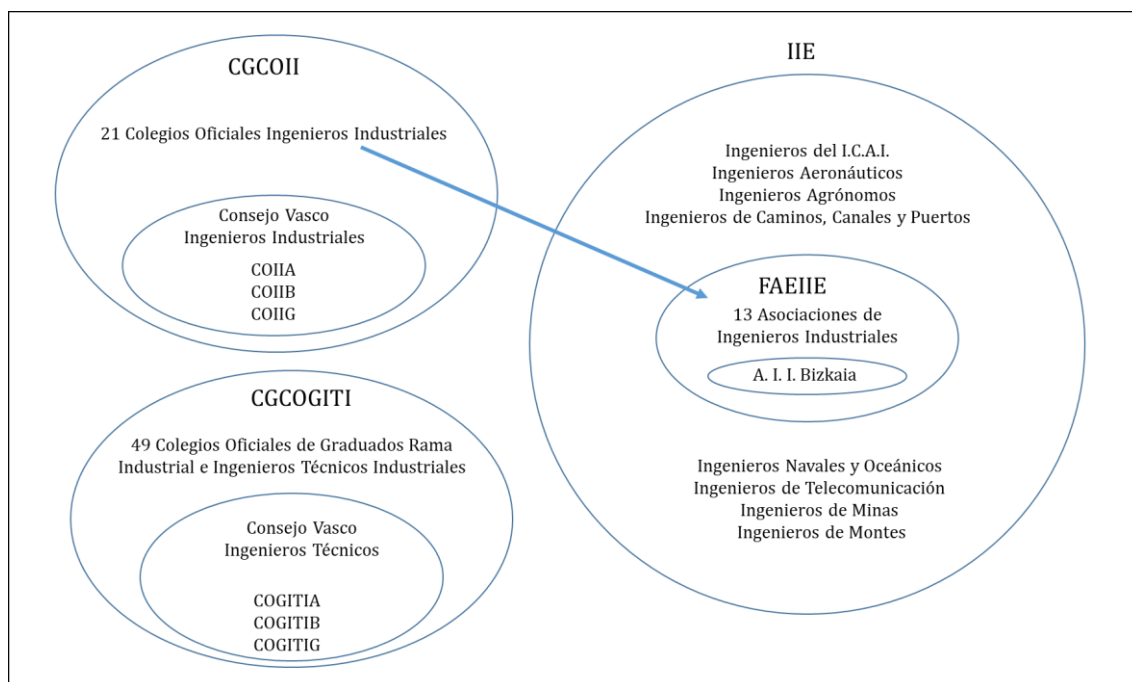 CGCOII
21 Colegios Oficiales Ingenieros Industriales
Consejo Vasco
Ingenieros Industriales
COIIA
COIIB
COIIG
CGCOGITI
49 Colegios Oficiales de Graduados Rama
Industrial e Ingenieros Técnicos Industriales
Consejo Vasco
Ingenieros Técnicos
COGITIA
COGITIB
COGITIG
IIE
Ingenieros del I.C.A.I.
Ingenieros Aeronáuticos
Ingenieros Agrónomos
Ingenieros de Caminos, Canales y Puertos
FAEIIE
13 Asociaciones de
Ingenieros Industriales
A. I. I. Bizkaia
Ingenieros Navales y Oceánicos
Ingenieros de Telecomunicación
Ingenieros de Minas
Ingenieros de Montes